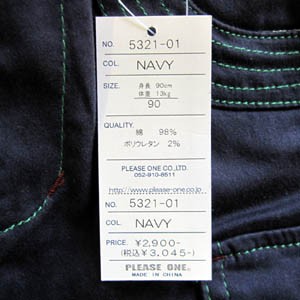 NO. 5321-01
COL. NAVY
SIZE. 身長 90cm
体重 13kg
90
QUALITY.
綿 98%
ポリウレタン 2%
PLEASE ONE CO.,LTD.
052-910-8511
http://www.please-one.co.jp
NO. 5321-01
COL. NAVY
PRICE. ¥2,900-
(税込¥3,045-)
PLEASE ONE.
MADE IN CHINA